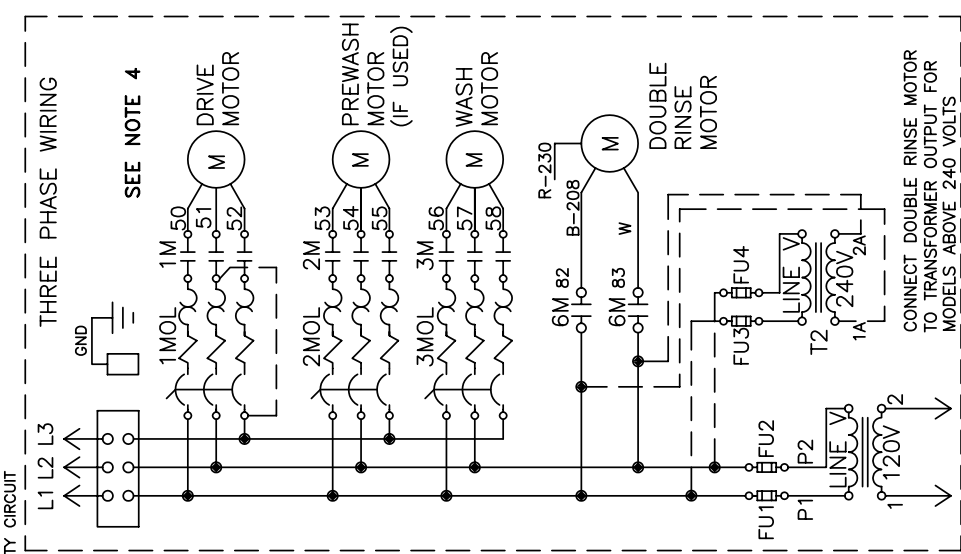 TY CIRCUIT
THREE PHASE WIRING
SEE NOTE 4
GND
L1 L2 L3
1MOL
1M
50
51
52
DRIVE
MOTOR
M
2MOL
2M
53
54
55
PREWASH
MOTOR
(IF USED)
M
3MOL
3M
56
57
58
WASH
MOTOR
M
6M 82
6M 83
B-208
R-230
W
M
DOUBLE
RINSE
MOTOR
FU3
FU4
LINE V
240V
T2
1A
2A
CONNECT DOUBLE RINSE MOTOR
TO TRANSFORMER OUTPUT FOR
MODELS ABOVE 240 VOLTS
FU1
FU2
P1
P2
LINE V
120V
1
2